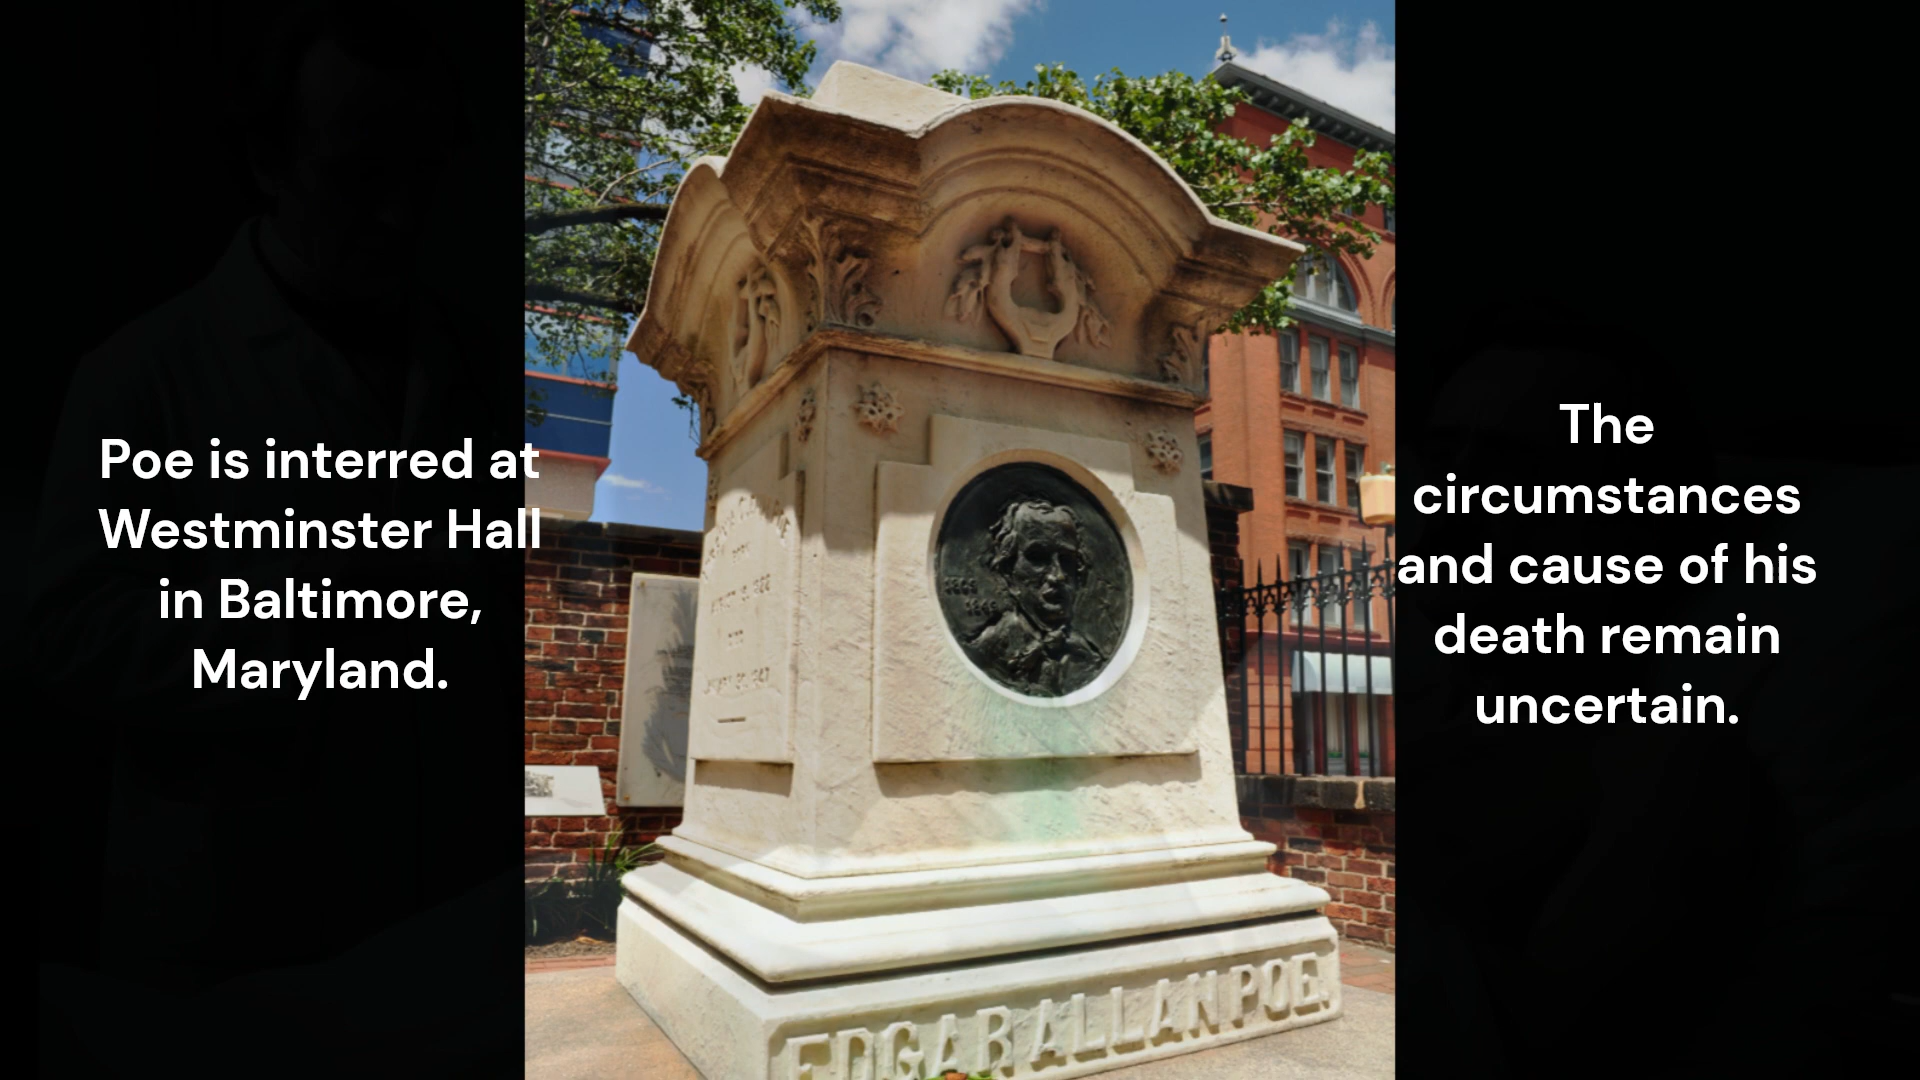 Poe is interred at
Westminster Hall
in Baltimore,
Maryland.
The
circumstances
and cause of his
death remain
uncertain.
EDGAR ALLAN POE.